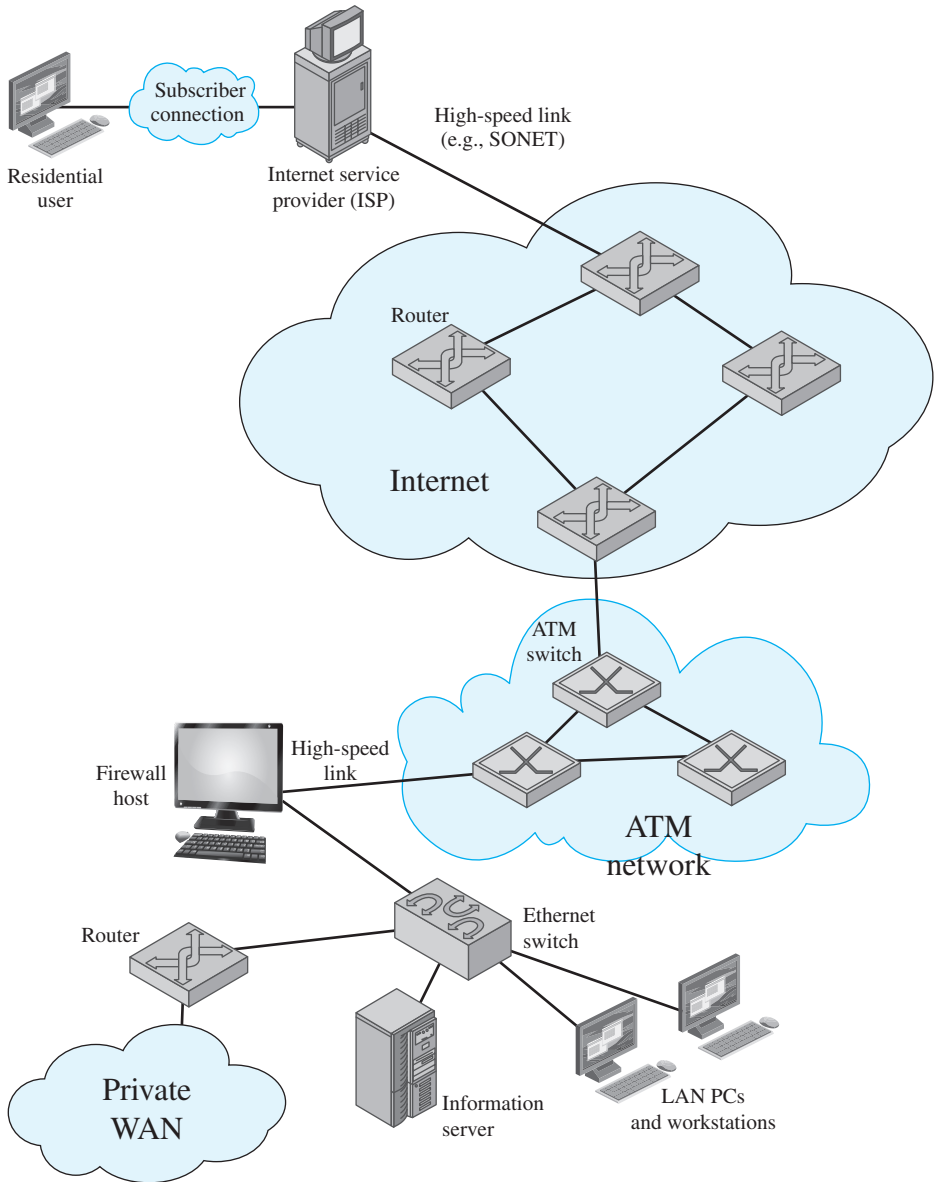 Subscriber
connection
Residential
user
Internet service
provider (ISP)
High-speed link
(e.g., SONET)
Router
Internet
ATM
switch
High-speed
link
Firewall
host
ATM
network
Ethernet
switch
Router
Private
WAN
Information
server
LAN PCs
and workstations